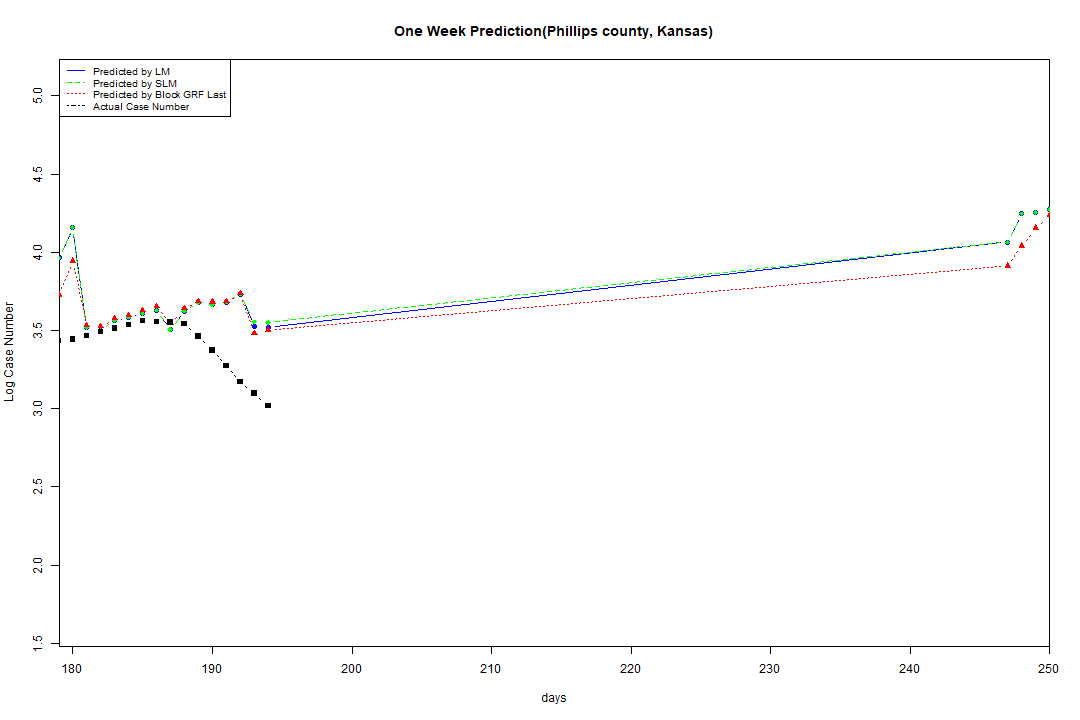 One Week Prediction(Phillips county, Kansas)
Predicted by LM
Predicted by SLM
Predicted by Block GRF Last
Actual Case Number
5.0
4.5
4.0
3.5
3.0
2.5
2.0
1.5
Log Case Number
180 190 200 210 220 230 240 250
days